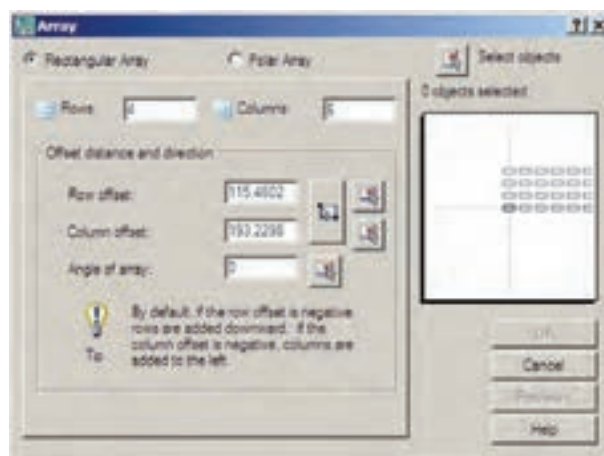 Array
Rectangular Array
Polar Array
Select objects
0 objects selected
Rows: 4
Columns:
Offset distance and direction
Row offset: 115.4602
Column offset: 193.2298
Angle of array: 0
By default, if the row offset is negative,
rows are added downward. If the
column offset is negative, columns are
added to the left.
Tip
OK
Cancel
Preview <
Help